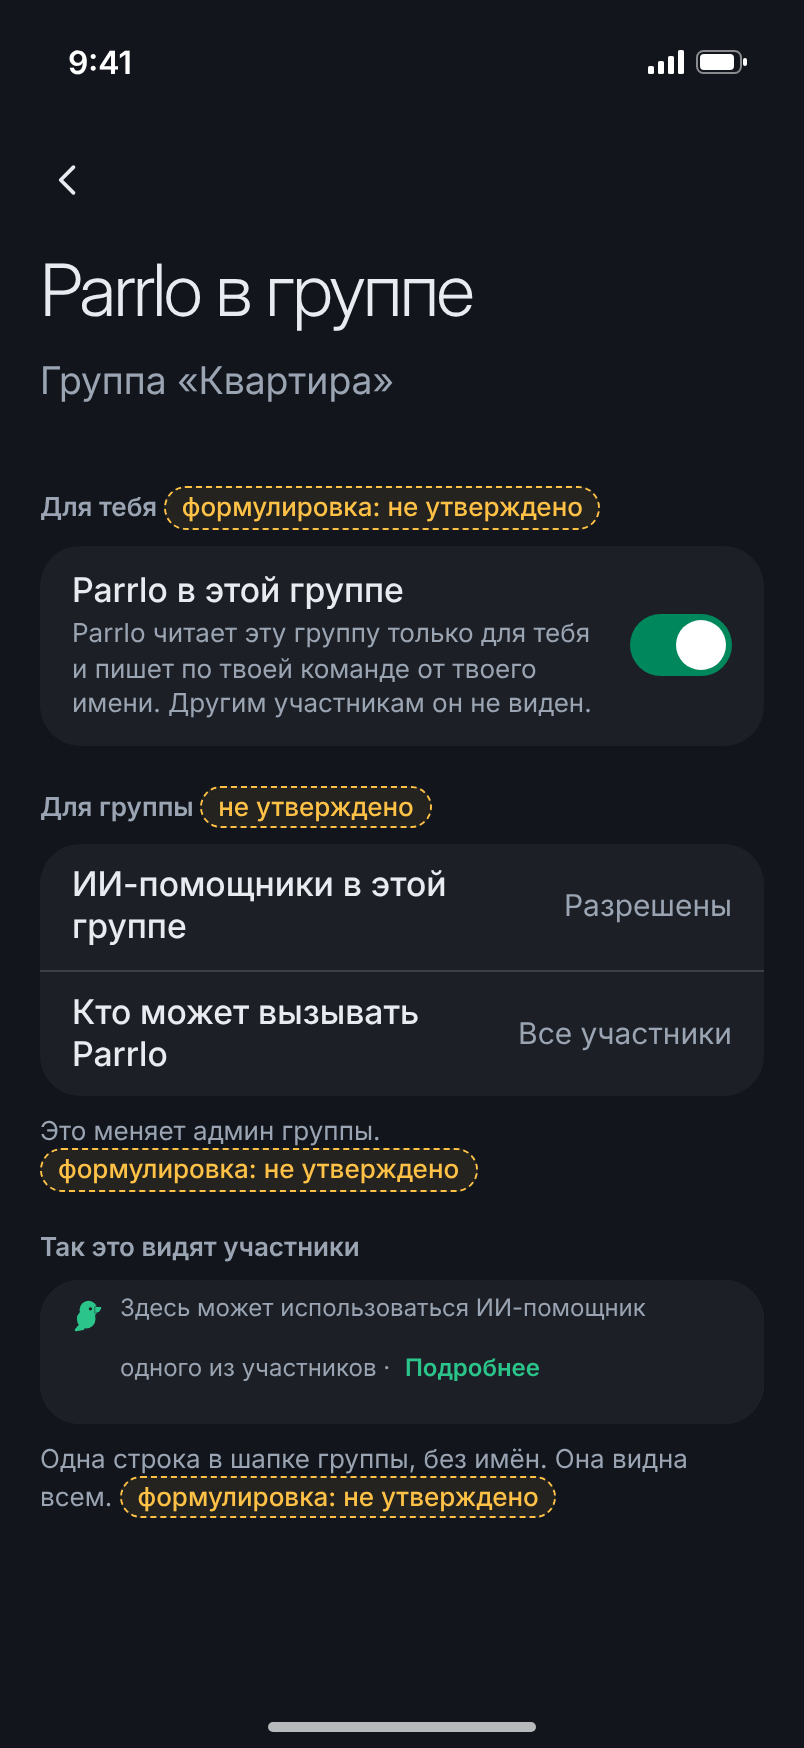 9:41
Parrlo в группе
Группа «Квартира»
Для тебя формулировка: не утверждено
Parrlo в этой группе
Parrlo читает эту группу только для тебя
и пишет по твоей команде от твоего
имени. Другим участникам он не виден.
Для группы не утверждено
ИИ-помощники в этой
группе
Разрешены
Кто может вызывать
Parrlo
Все участники
Это меняет админ группы.
формулировка: не утверждено
Так это видят участники
Здесь может использоваться ИИ-помощник
одного из участников · Подробнее
Одна строка в шапке группы, без имён. Она видна
всем. формулировка: не утверждено